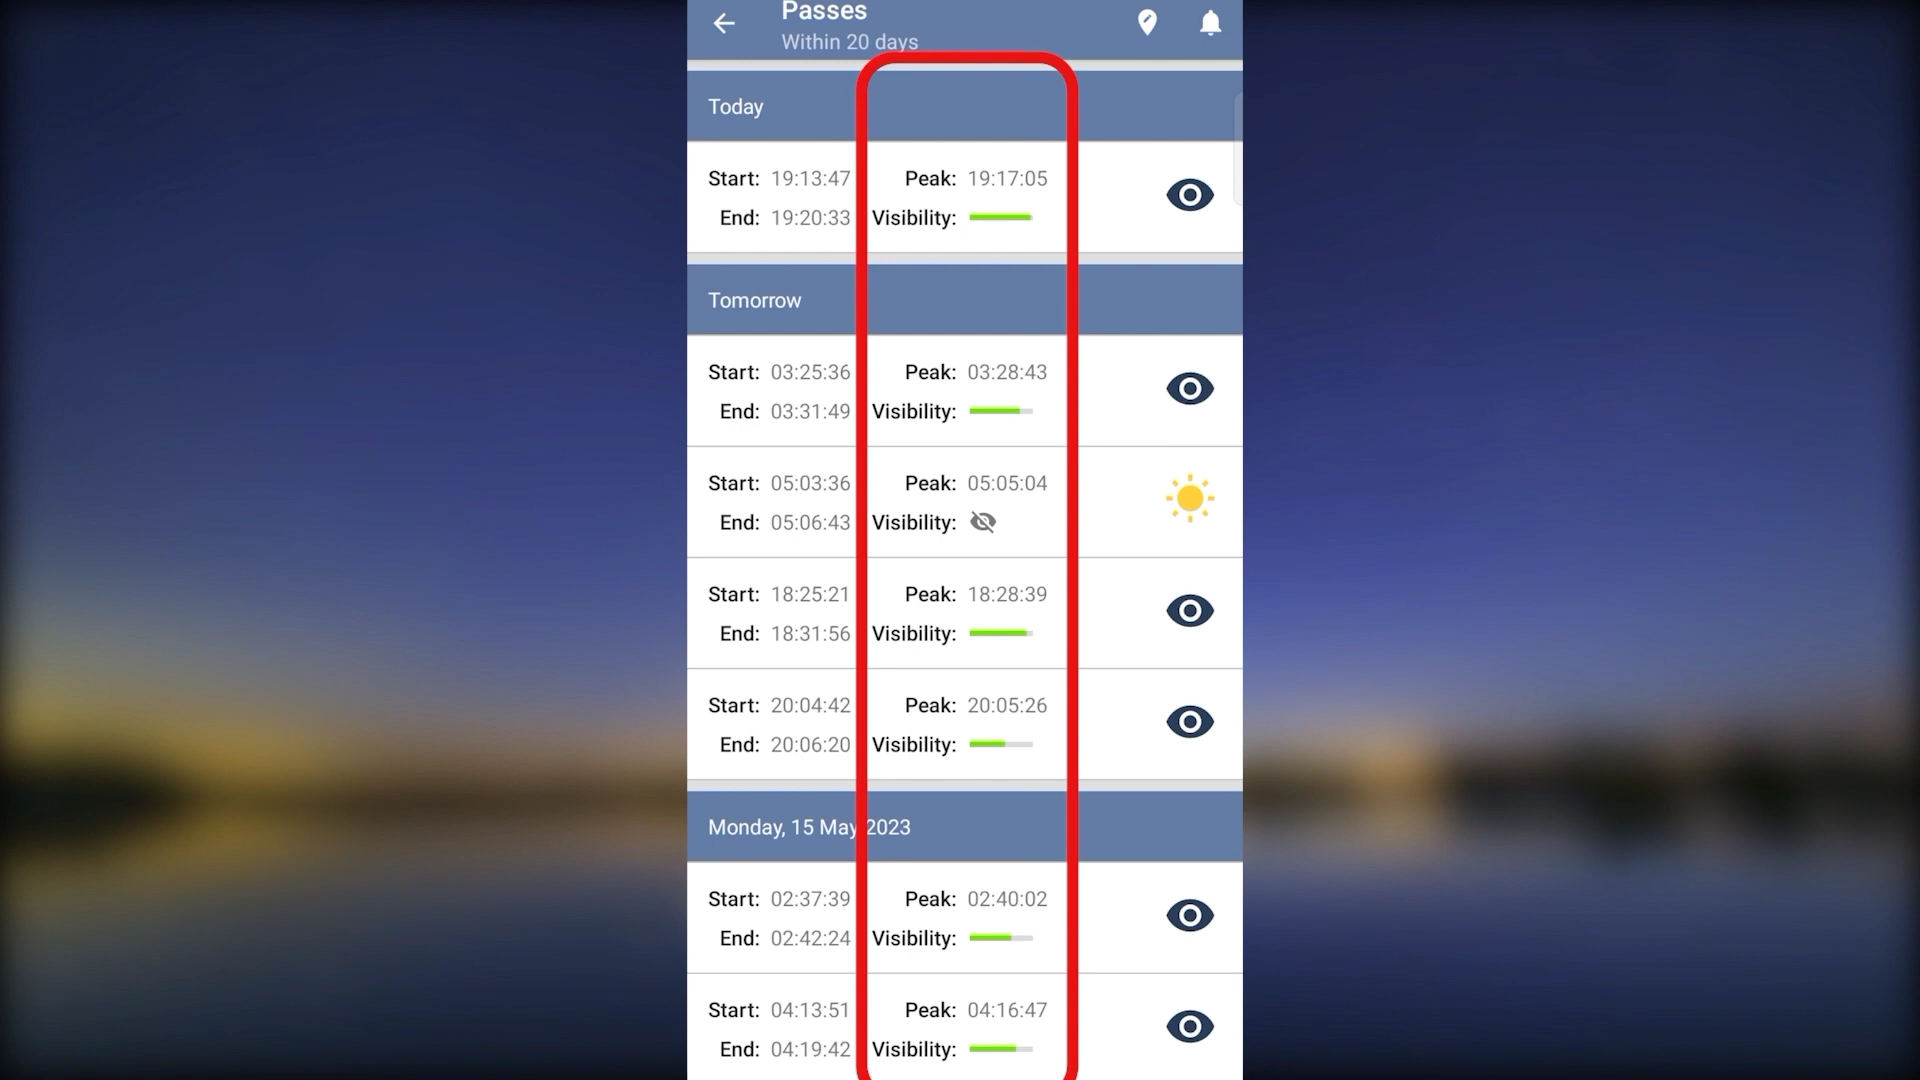 Passes
Within 20 days
Today
Start: 19:13:47 Peak: 19:17:05
End: 19:20:33 Visibility:
Tomorrow
Start: 03:25:36 Peak: 03:28:43
End: 03:31:49 Visibility:
Start: 05:03:36 Peak: 05:05:04
End: 05:06:43 Visibility:
Start: 18:25:21 Peak: 18:28:39
End: 18:31:56 Visibility:
Start: 20:04:42 Peak: 20:05:26
End: 20:06:20 Visibility:
Monday, 15 May 2023
Start: 02:37:39 Peak: 02:40:02
End: 02:42:24 Visibility:
Start: 04:13:51 Peak: 04:16:47
End: 04:19:42 Visibility: